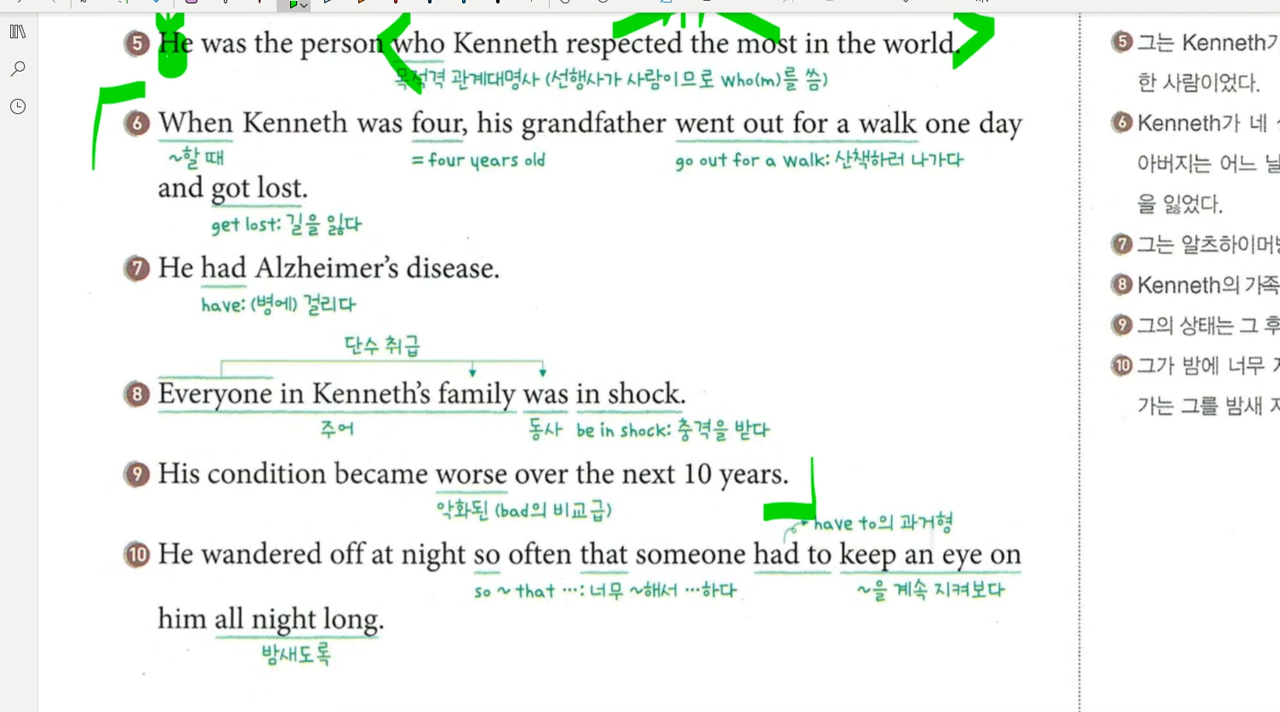 5 He was the person who Kenneth respected the most in the world.
목적격 관계대명사 (선행사가 사람이므로 who(m)를 씀)
6 When Kenneth was four, his grandfather went out for a walk one day
~할 때
= four years old
go out for a walk: 산책하러 나가다
and got lost.
get lost: 길을 잃다
7 He had Alzheimer's disease.
have: (병에) 걸리다
단수 취급
8 Everyone in Kenneth's family was in shock.
주어
동사
be in shock: 충격을 받다
9 His condition became worse over the next 10 years.
악화된 (bad의 비교급)
have to의 과거형
10 He wandered off at night so often that someone had to keep an eye on
so ~ that …: 너무 ~해서 …하다
~을 계속 지켜보다
him all night long.
밤새도록
5 그는 Kenneth가
한 사람이었다.
6 Kenneth가 네
아버지는 어느 날
을 잃었다.
7 그는 알츠하이머
8 Kenneth의 가족
9 그의 상태는 그 후
10 그가 밤에 너무
가는 그를 밤새